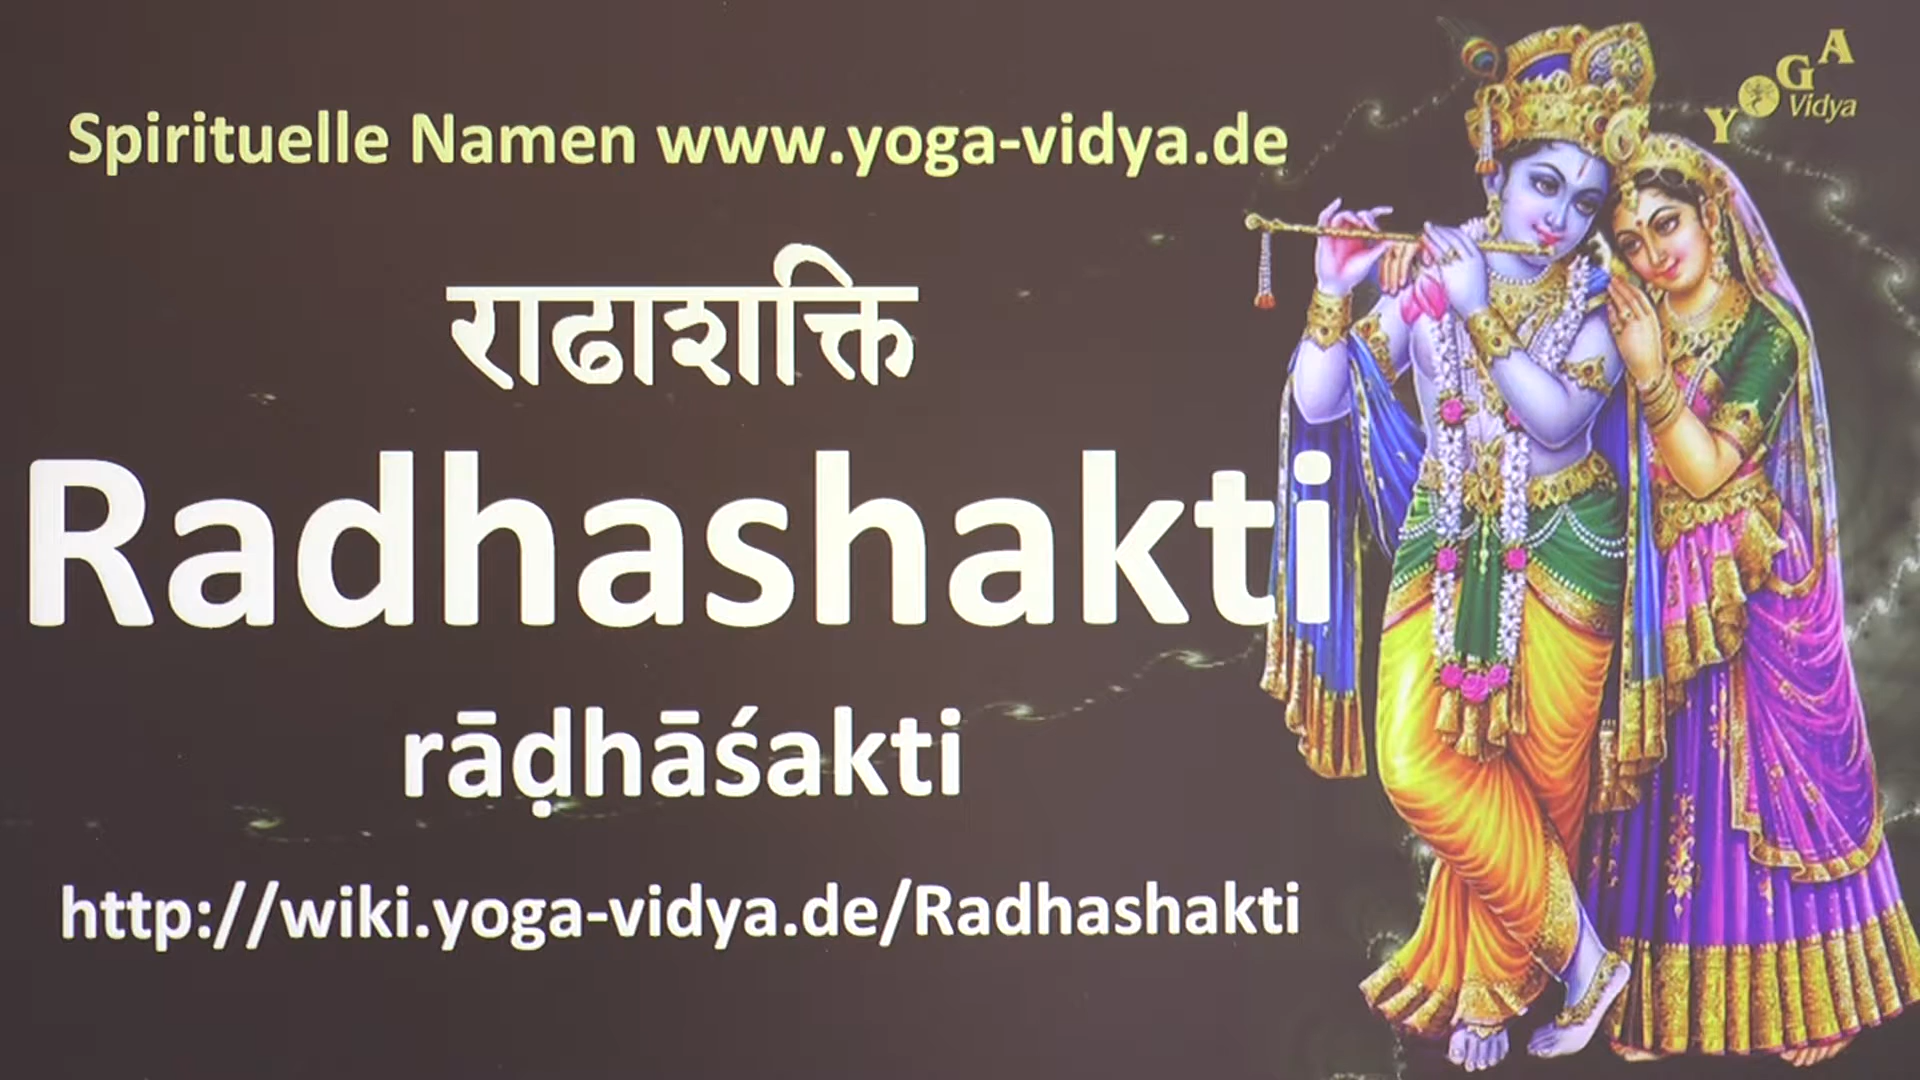 YOGA Vidya
Spirituelle Namen www.yoga-vidya.de
राढाशक्ति
Radhashakti
rāḍhāśakti
http://wiki.yoga-vidya.de/Radhashakti